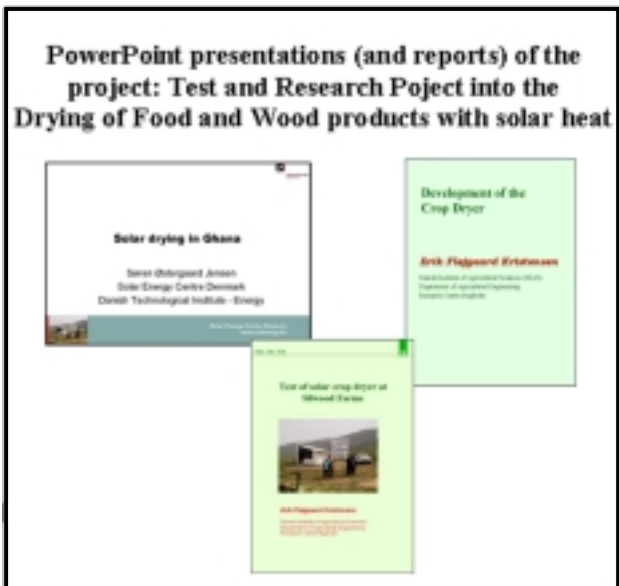 PowerPoint presentations (and reports) of the
project: Test and Research Poject into the
Drying of Food and Wood products with solar heat
Solar drying in Ghana
Søren Østergaard Jensen
Solar Energy Centre Denmark
Danish Technological Institute - Energy
Development of the
Crop Dryer
Erik Fløjgaard Kristensen
Test of solar crop dryer at
Silwood Farms
Erik Fløjgaard Kristensen